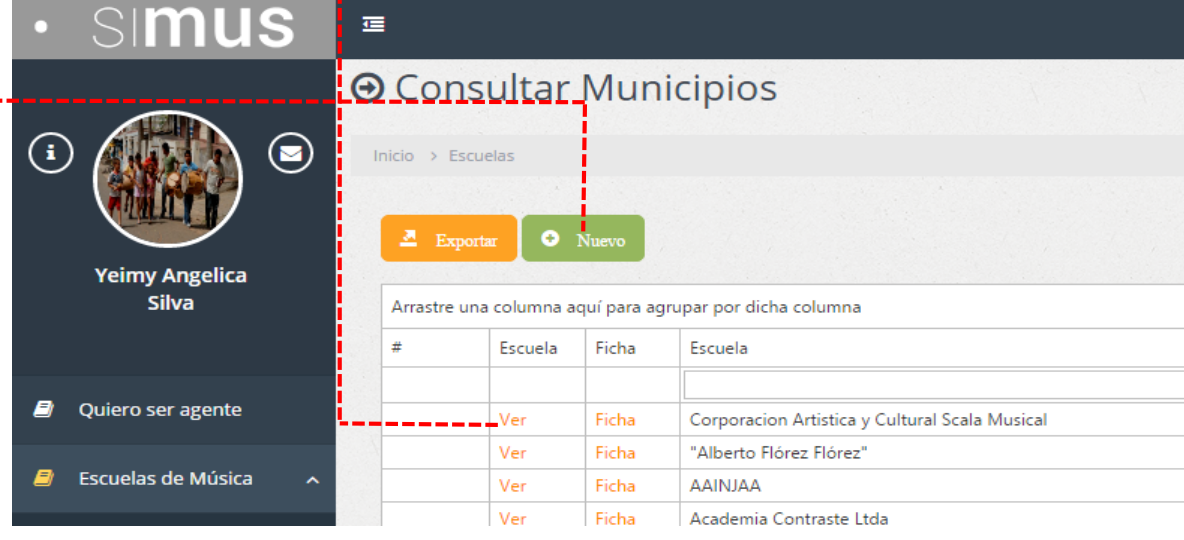 SImus
Consultar Municipios
i
Inicio > Escuelas
Exportar Nuevo
Yeimy Angelica
Silva
Arrastre una columna aquí para agrupar por dicha columna
# Escuela Ficha Escuela
Quiero ser agente
Ver Ficha Corporacion Artistica y Cultural Scala Musical
Ver Ficha "Alberto Flórez Flórez"
Escuelas de Música
Ver Ficha AAINJAA
Ver Ficha Academia Contraste Ltda